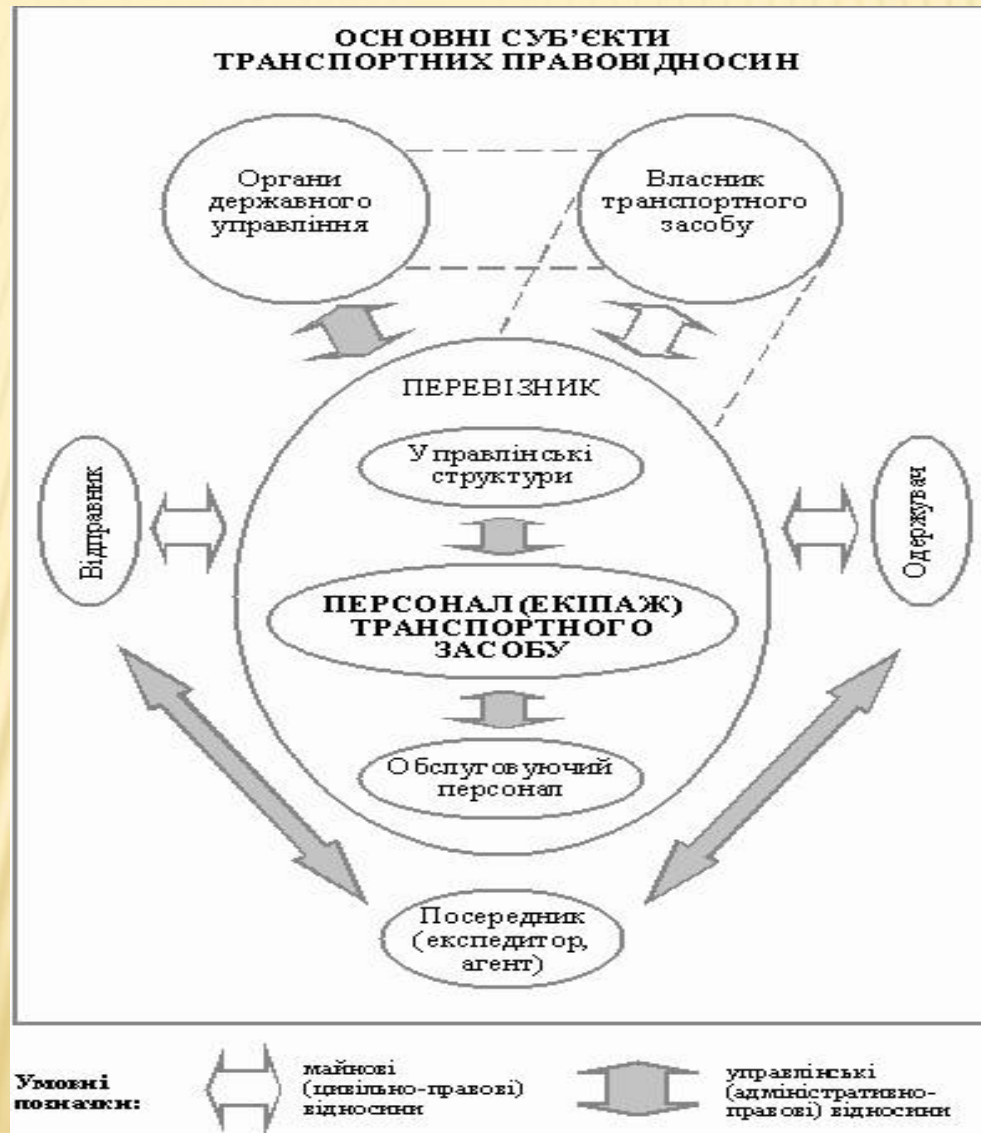 ОСНОВНІ СУБ’ЄКТИ
ТРАНСПОРТНИХ ПРАВОВІДНОСИН
Органи
державного
управління
Власник
транспортного
засобу
ПЕРЕВІЗНИК
Управлінські
структури
Відправник
Одержувач
ПЕРСОНАЛ (ЕКІПАЖ)
ТРАНСПОРТНОГО
ЗАСОБУ
Обслуговуючий
персонал
Посередник
(експедитор,
агент)
Умовні
позначки:
майнові
(цивільно-правові)
відносини
управлінські
(адміністративно-
правові) відносини